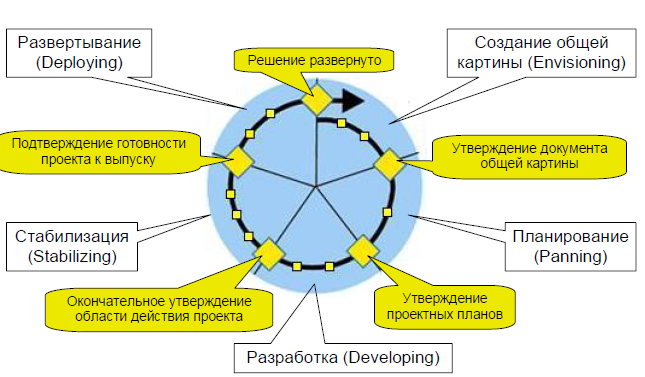 Развертывание
(Deploying)
Решение развернуто
Создание общей
картины (Envisioning)
Подтверждение готовности
проекта к выпуску
Утверждение документа
общей картины
Стабилизация
(Stabilizing)
Планирование
(Panning)
Окончательное утверждение
области действия проекта
Утверждение
проектных планов
Разработка (Developing)